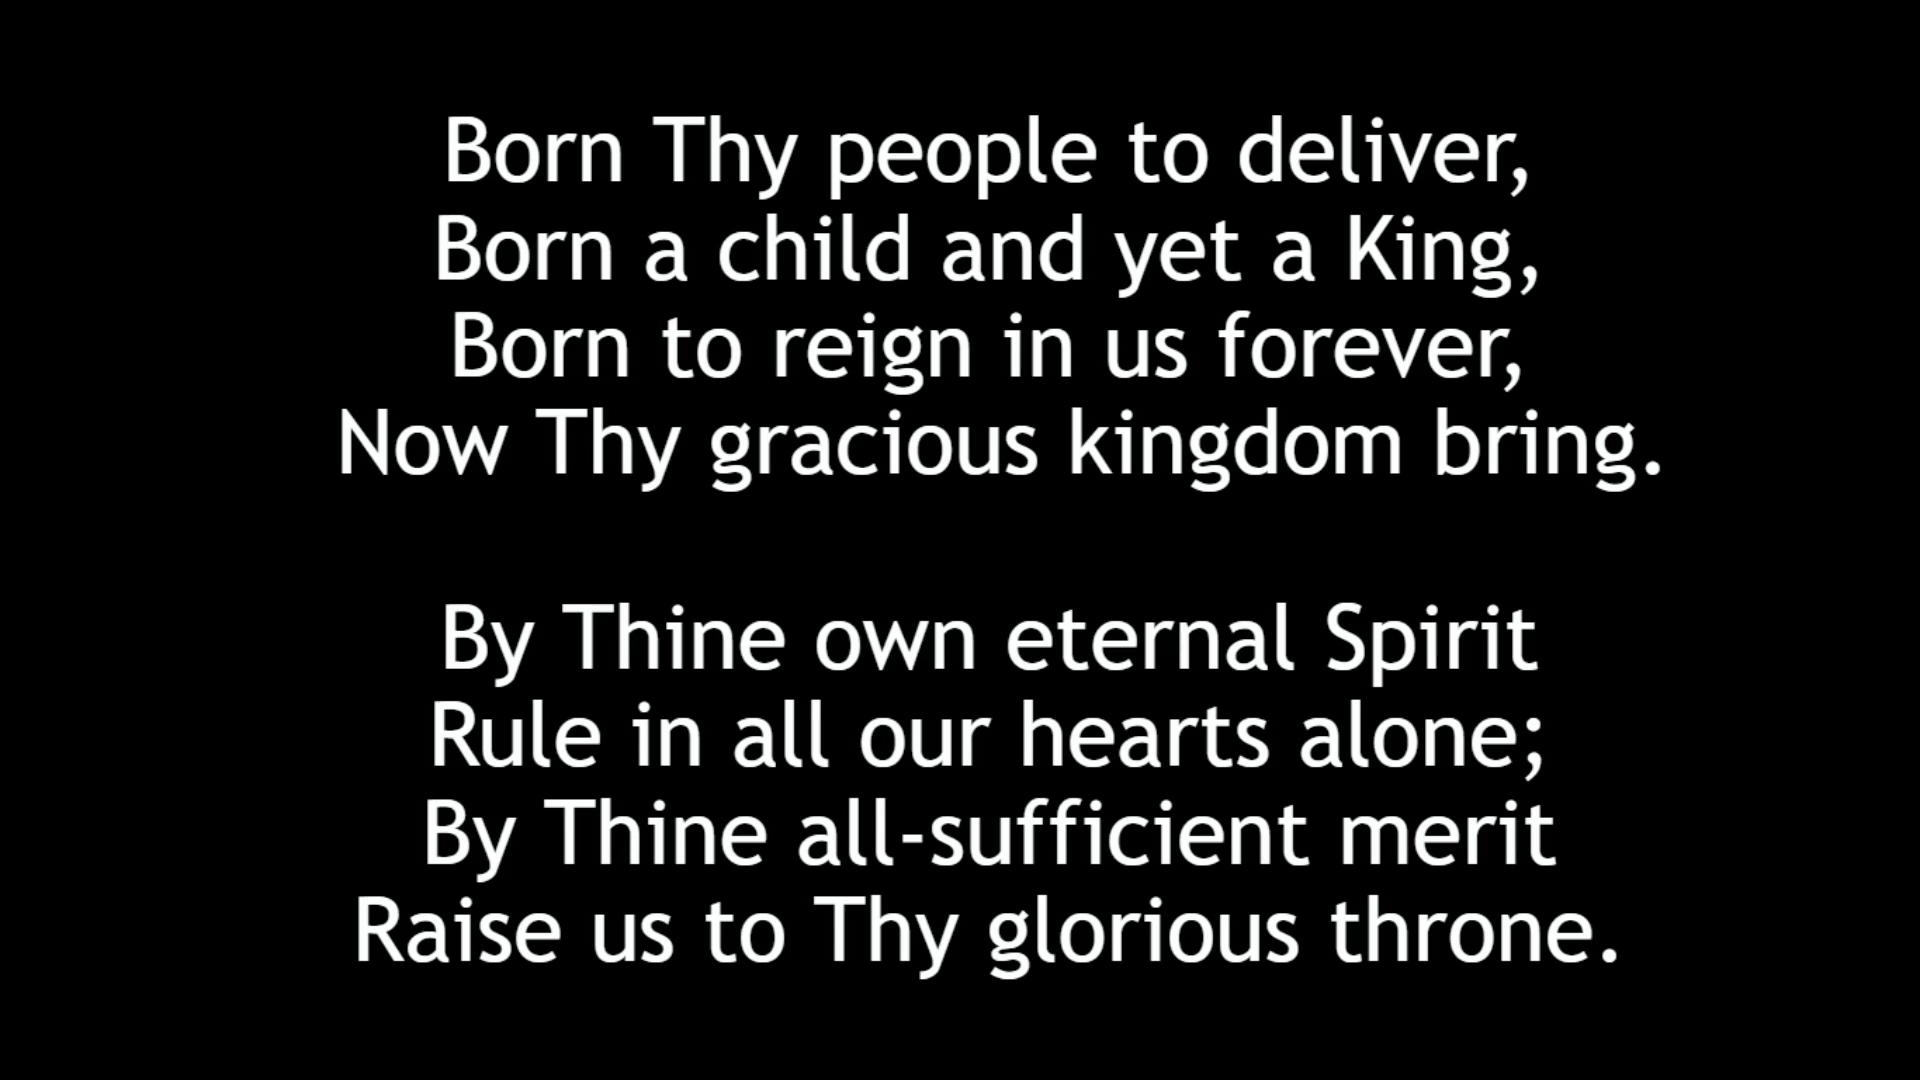 Born Thy people to deliver,
Born a child and yet a King,
Born to reign in us forever,
Now Thy gracious kingdom bring.
By Thine own eternal Spirit
Rule in all our hearts alone;
By Thine all-sufficient merit
Raise us to Thy glorious throne.